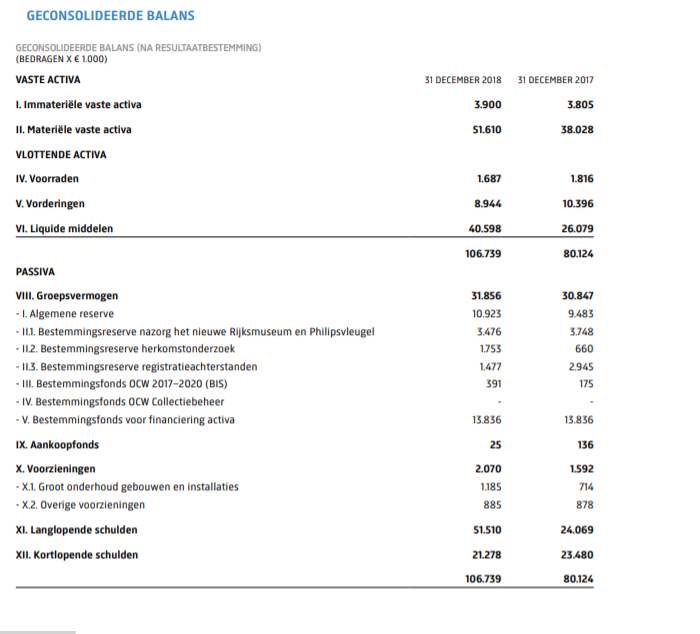 GECONSOLIDEERDE BALANS
GECONSOLIDEERDE BALANS (NA RESULTAATBESTEMMING)
(BEDRAGEN X € 1.000)
VASTE ACTIVA 31 DECEMBER 2018 31 DECEMBER 2017
I. Immateriële vaste activa 3.900 3.805
II. Materiële vaste activa 51.610 38.028
VLOTTENDE ACTIVA
IV. Voorraden 1.687 1.816
V. Vorderingen 8.944 10.396
VI. Liquide middelen 40.598 26.079
106.739 80.124
PASSIVA
VIII. Groepsvermogen 31.856 30.847
- I. Algemene reserve 10.923 9.483
- II.1. Bestemmingsreserve nazorg het nieuwe Rijksmuseum en Philipsvleugel 3.476 3.748
- II.2. Bestemmingsreserve herkomstonderzoek 1.753 660
- II.3. Bestemmingsreserve registratieachterstanden 1.477 2.945
- III. Bestemmingsfonds OCW 2017-2020 (BIS) 391 175
- IV. Bestemmingsfonds OCW Collectiebeheer - -
- V. Bestemmingsfonds voor financiering activa 13.836 13.836
IX. Aankoopfonds 25 136
X. Voorzieningen 2.070 1.592
- X.1. Groot onderhoud gebouwen en installaties 1.185 714
- X.2. Overige voorzieningen 885 878
XI. Langlopende schulden 51.510 24.069
XII. Kortlopende schulden 21.278 23.480
106.739 80.124